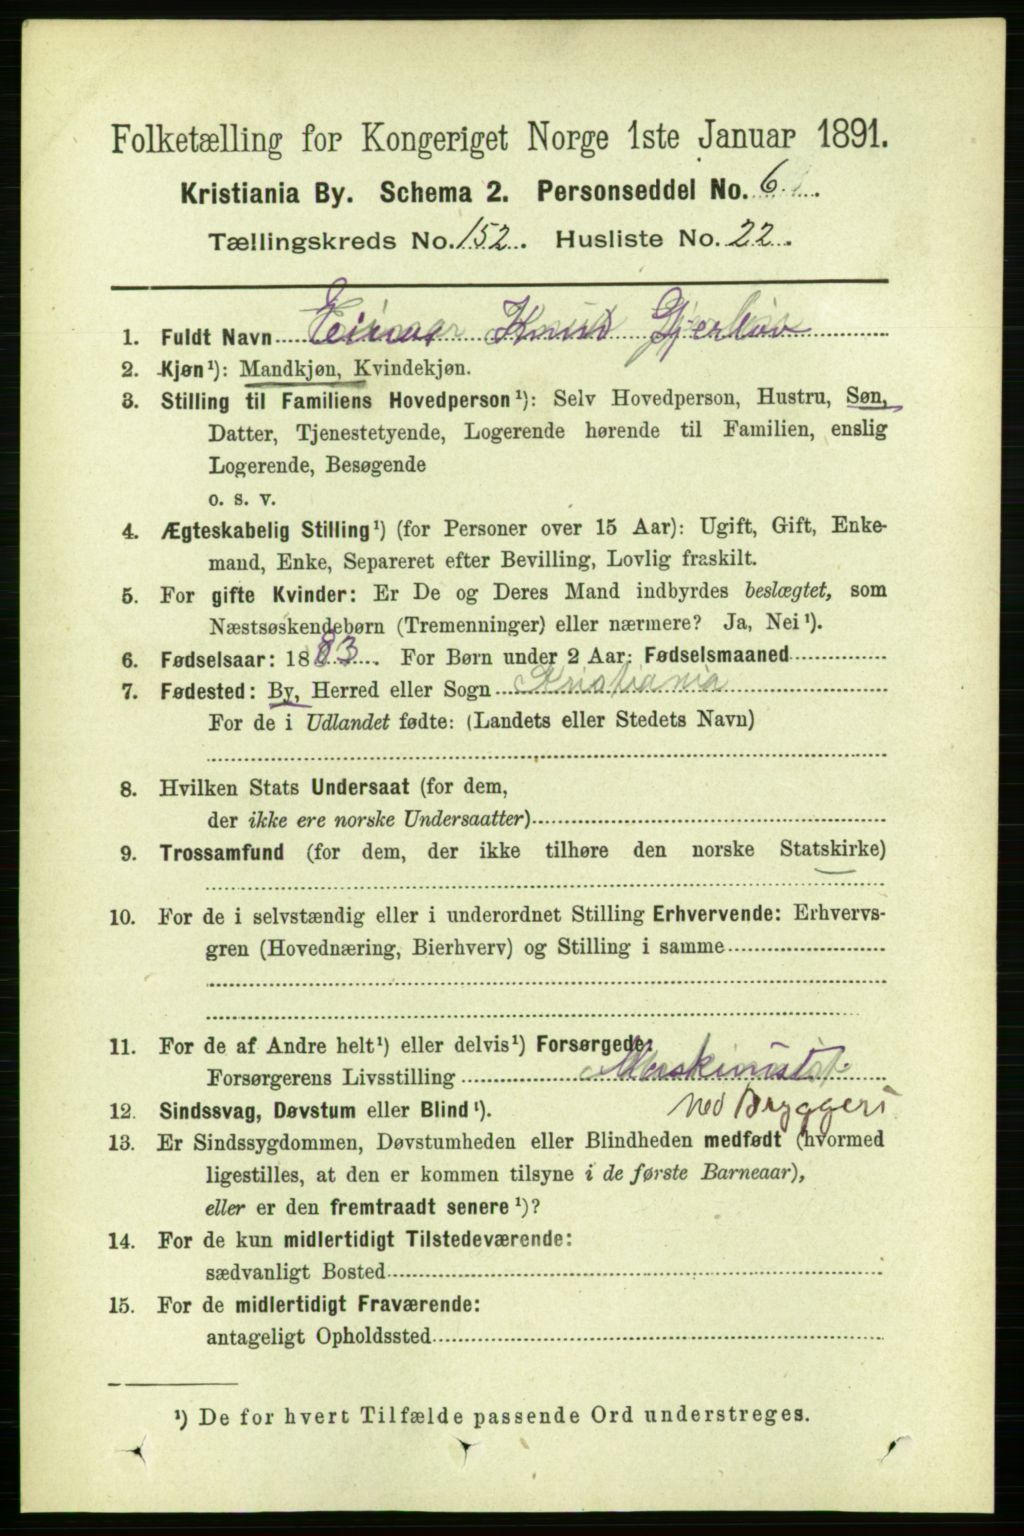 Folketælling for Kongeriget Norge 1ste Januar 1891.
Kristiania By. Schema 2. Personseddel No. 6.
Tællingskreds No. 152. Husliste No. 22.
1. Fuldt Navn Einar Knud Gjerløv
2. Kjøn¹): Mandkjøn, Kvindekjøn.
3. Stilling til Familiens Hovedperson¹): Selv Hovedperson, Hustru, Søn,
Datter, Tjenestetyende, Logerende hørende til Familien, enslig
Logerende, Besøgende
o. s. v.
4. Ægteskabelig Stilling¹) (for Personer over 15 Aar): Ugift, Gift, Enke-
mand, Enke, Separeret efter Bevilling, Lovlig fraskilt.
5. For gifte Kvinder: Er De og Deres Mand indbyrdes beslægtet, som
Næstsøskendebørn (Tremenninger) eller nærmere? Ja, Nei¹).
6. Fødselsaar: 1883. For Børn under 2 Aar: Fødselsmaaned
7. Fødested: By, Herred eller Sogn Kristiania
For de i Udlandet fødte: (Landets eller Stedets Navn)
8. Hvilken Stats Undersaat (for dem,
der ikke ere norske Undersaatter)
9. Trossamfund (for dem, der ikke tilhøre den norske Statskirke)
10. For de i selvstændig eller i underordnet Stilling Erhvervende: Erhvervs-
gren (Hovednæring, Bierhverv) og Stilling i samme
11. For de af Andre helt¹) eller delvis¹) Forsørgede:
Forsørgerens Livsstilling Maskinist
12. Sindssvag, Døvstum eller Blind¹). ved Bryggeri
13. Er Sindssygdommen, Døvstumheden eller Blindheden medfødt (hvormed
ligestilles, at den er kommen tilsyne i de første Barneaar),
eller er den fremtraadt senere¹)?
14. For de kun midlertidigt Tilstedeværende:
sædvanligt Bosted
15. For de midlertidigt Fraværende:
antageligt Opholdssted
¹) De for hvert Tilfælde passende Ord understreges.